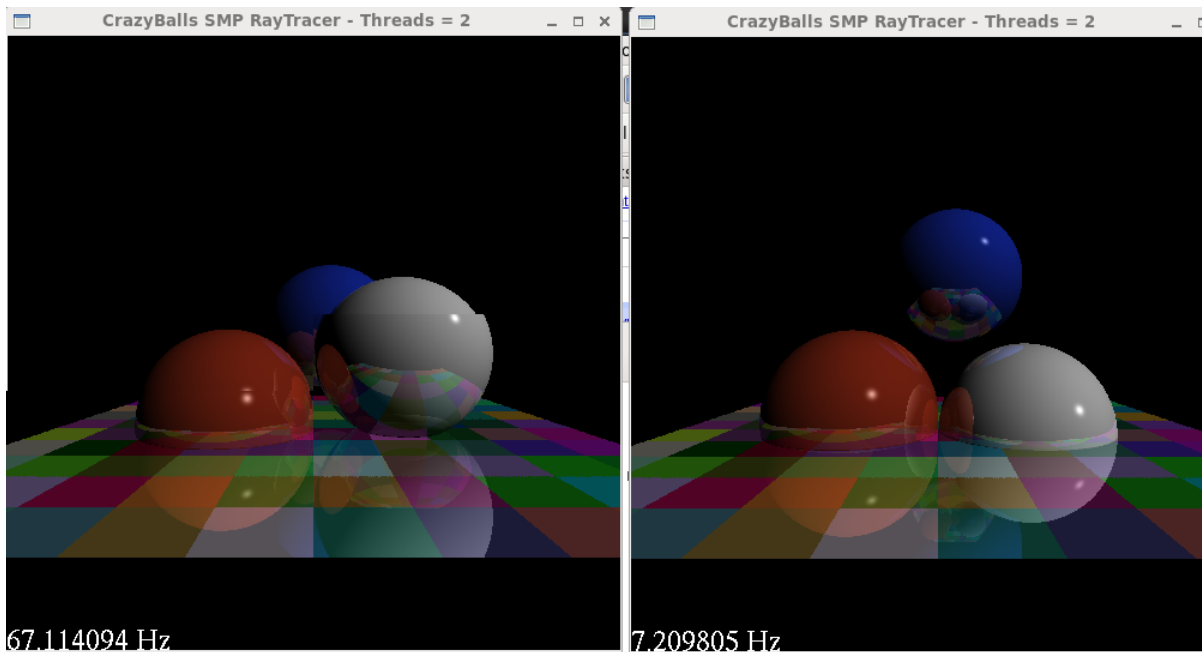 CrazyBalls SMP RayTracer - Threads = 2
67.114094 Hz
CrazyBalls SMP RayTracer - Threads = 2
7.209805 Hz